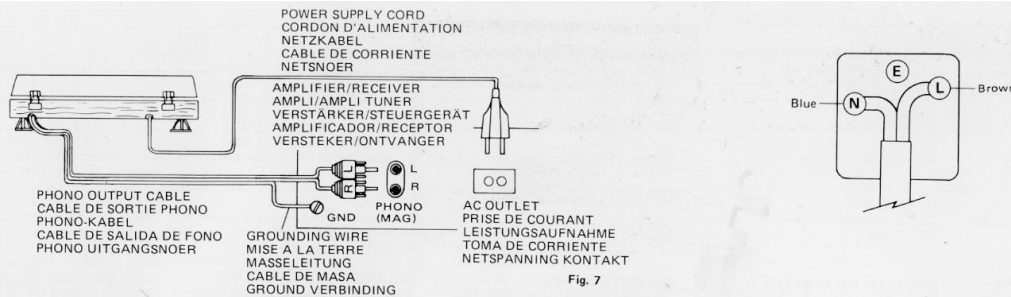 POWER SUPPLY CORD
CORDON D'ALIMENTATION
NETZKABEL
CABLE DE CORRIENTE
NETSNOER
AMPLIFIER/RECEIVER
AMPLI/AMPLI TUNER
VERSTÄRKER/STEUERGERÄT
AMPLIFICADOR/RECEPTOR
VERSTEKER/ONTVANGER
L
R
L
R
PHONO
(MAG)
GND
PHONO OUTPUT CABLE
CABLE DE SORTIE PHONO
PHONO-KABEL
CABLE DE SALIDA DE FONO
PHONO UITGANGSNOER
GROUNDING WIRE
MISE A LA TERRE
MASSELEITUNG
CABLE DE MASA
GROUND VERBINDING
AC OUTLET
PRISE DE COURANT
LEISTUNGSAUFNAHME
TOMA DE CORRIENTE
NETSPANNING KONTAKT
Fig. 7
E
Blue
N
L
Brown